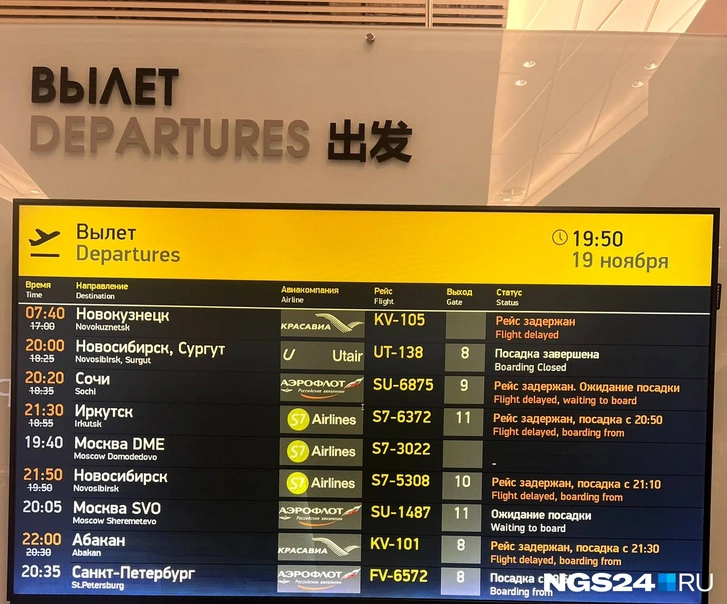 ВЫЛЕТ
DEPARTURES 出发
Вылет
Departures
19:50
19 ноября
Время Направление Авиакомпания Рейс Выход Статус
Time Destination Airline Flight Gate Status
07:40 Новокузнецк КРАСАВИА KV-105 Рейс задержан
17:00 Novokuznetsk Flight delayed
20:00 Новосибирск, Сургут Utair UT-138 8 Посадка завершена
18:25 Novosibirsk, Surgut Boarding Closed
20:20 Сочи АЭРОФЛОТ SU-6875 9 Рейс задержан. Ожидание посадки
18:35 Sochi Российские авиалинии Flight delayed, waiting to board
21:30 Иркутск S7 Airlines S7-6372 11 Рейс задержан, посадка с 20:50
18:55 Irkutsk Flight delayed, boarding from
19:40 Москва DME S7 Airlines S7-3022
Moscow Domodedovo -
21:50 Новосибирск S7 Airlines S7-5308 10 Рейс задержан, посадка с 21:10
19:50 Novosibirsk Flight delayed, boarding from
20:05 Москва SVO АЭРОФЛОТ SU-1487 11 Ожидание посадки
Moscow Sheremetevo Российские авиалинии Waiting to board
22:00 Абакан КРАСАВИА KV-101 8 Рейс задержан, посадка с 21:30
20:30 Abakan Flight delayed, boarding from
20:35 Санкт-Петербург АЭРОФЛОТ FV-6572 8 Посадка с
St.Petersburg Российские авиалинии Boarding from
NGS24.RU